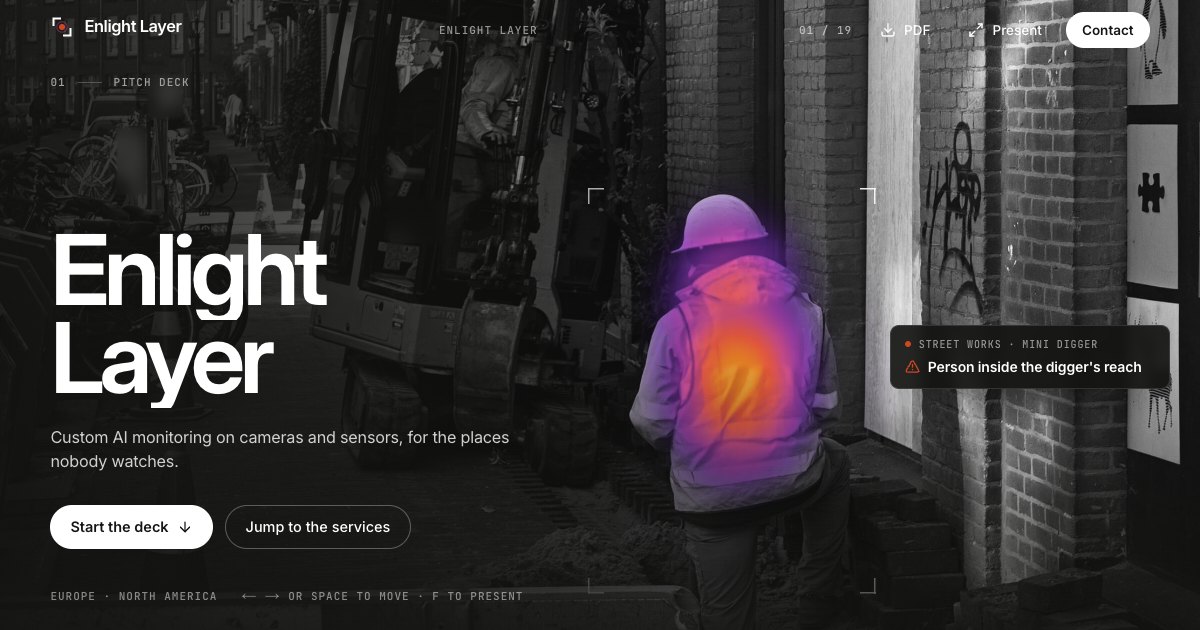 Enlight Layer
ENLIGHT LAYER
01 / 19
PDF
Present
Contact
01 — PITCH DECK
Enlight
Layer
STREET WORKS · MINI DIGGER
Person inside the digger's reach
Custom AI monitoring on cameras and sensors, for the places
nobody watches.
Start the deck ↓
Jump to the services
EUROPE · NORTH AMERICA
← → OR SPACE TO MOVE · F TO PRESENT